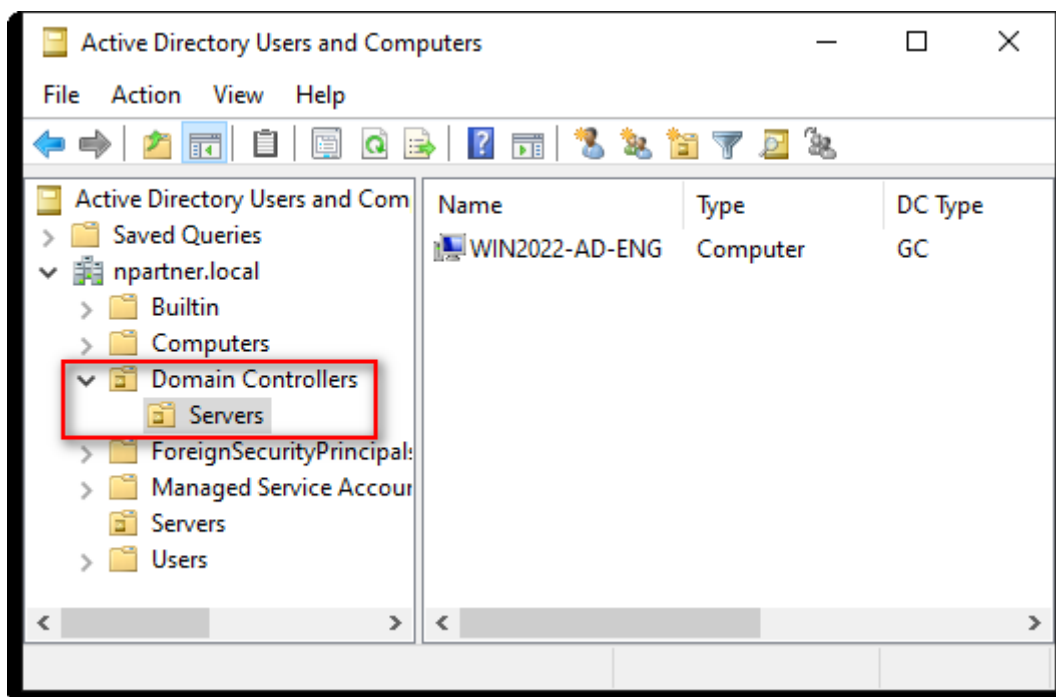 Active Directory Users and Computers
File Action View Help
Active Directory Users and Com
Name Type DC Type
Saved Queries
WIN2022-AD-ENG Computer GC
npartner.local
Builtin
Computers
Domain Controllers
Servers
ForeignSecurityPrincipals
Managed Service Accour
Servers
Users